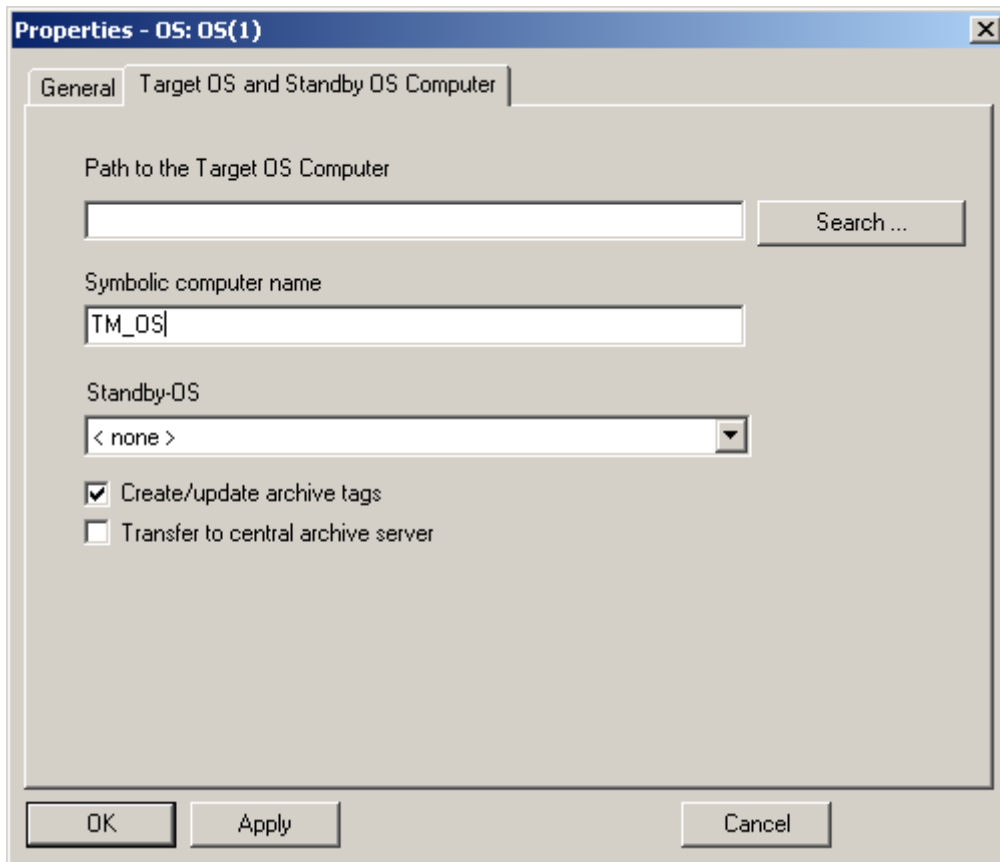 Properties - OS: OS(1)
General
Target OS and Standby OS Computer
Path to the Target OS Computer
Search ...
Symbolic computer name
TM_OS
Standby-OS
< none >
Create/update archive tags
Transfer to central archive server
OK
Apply
Cancel